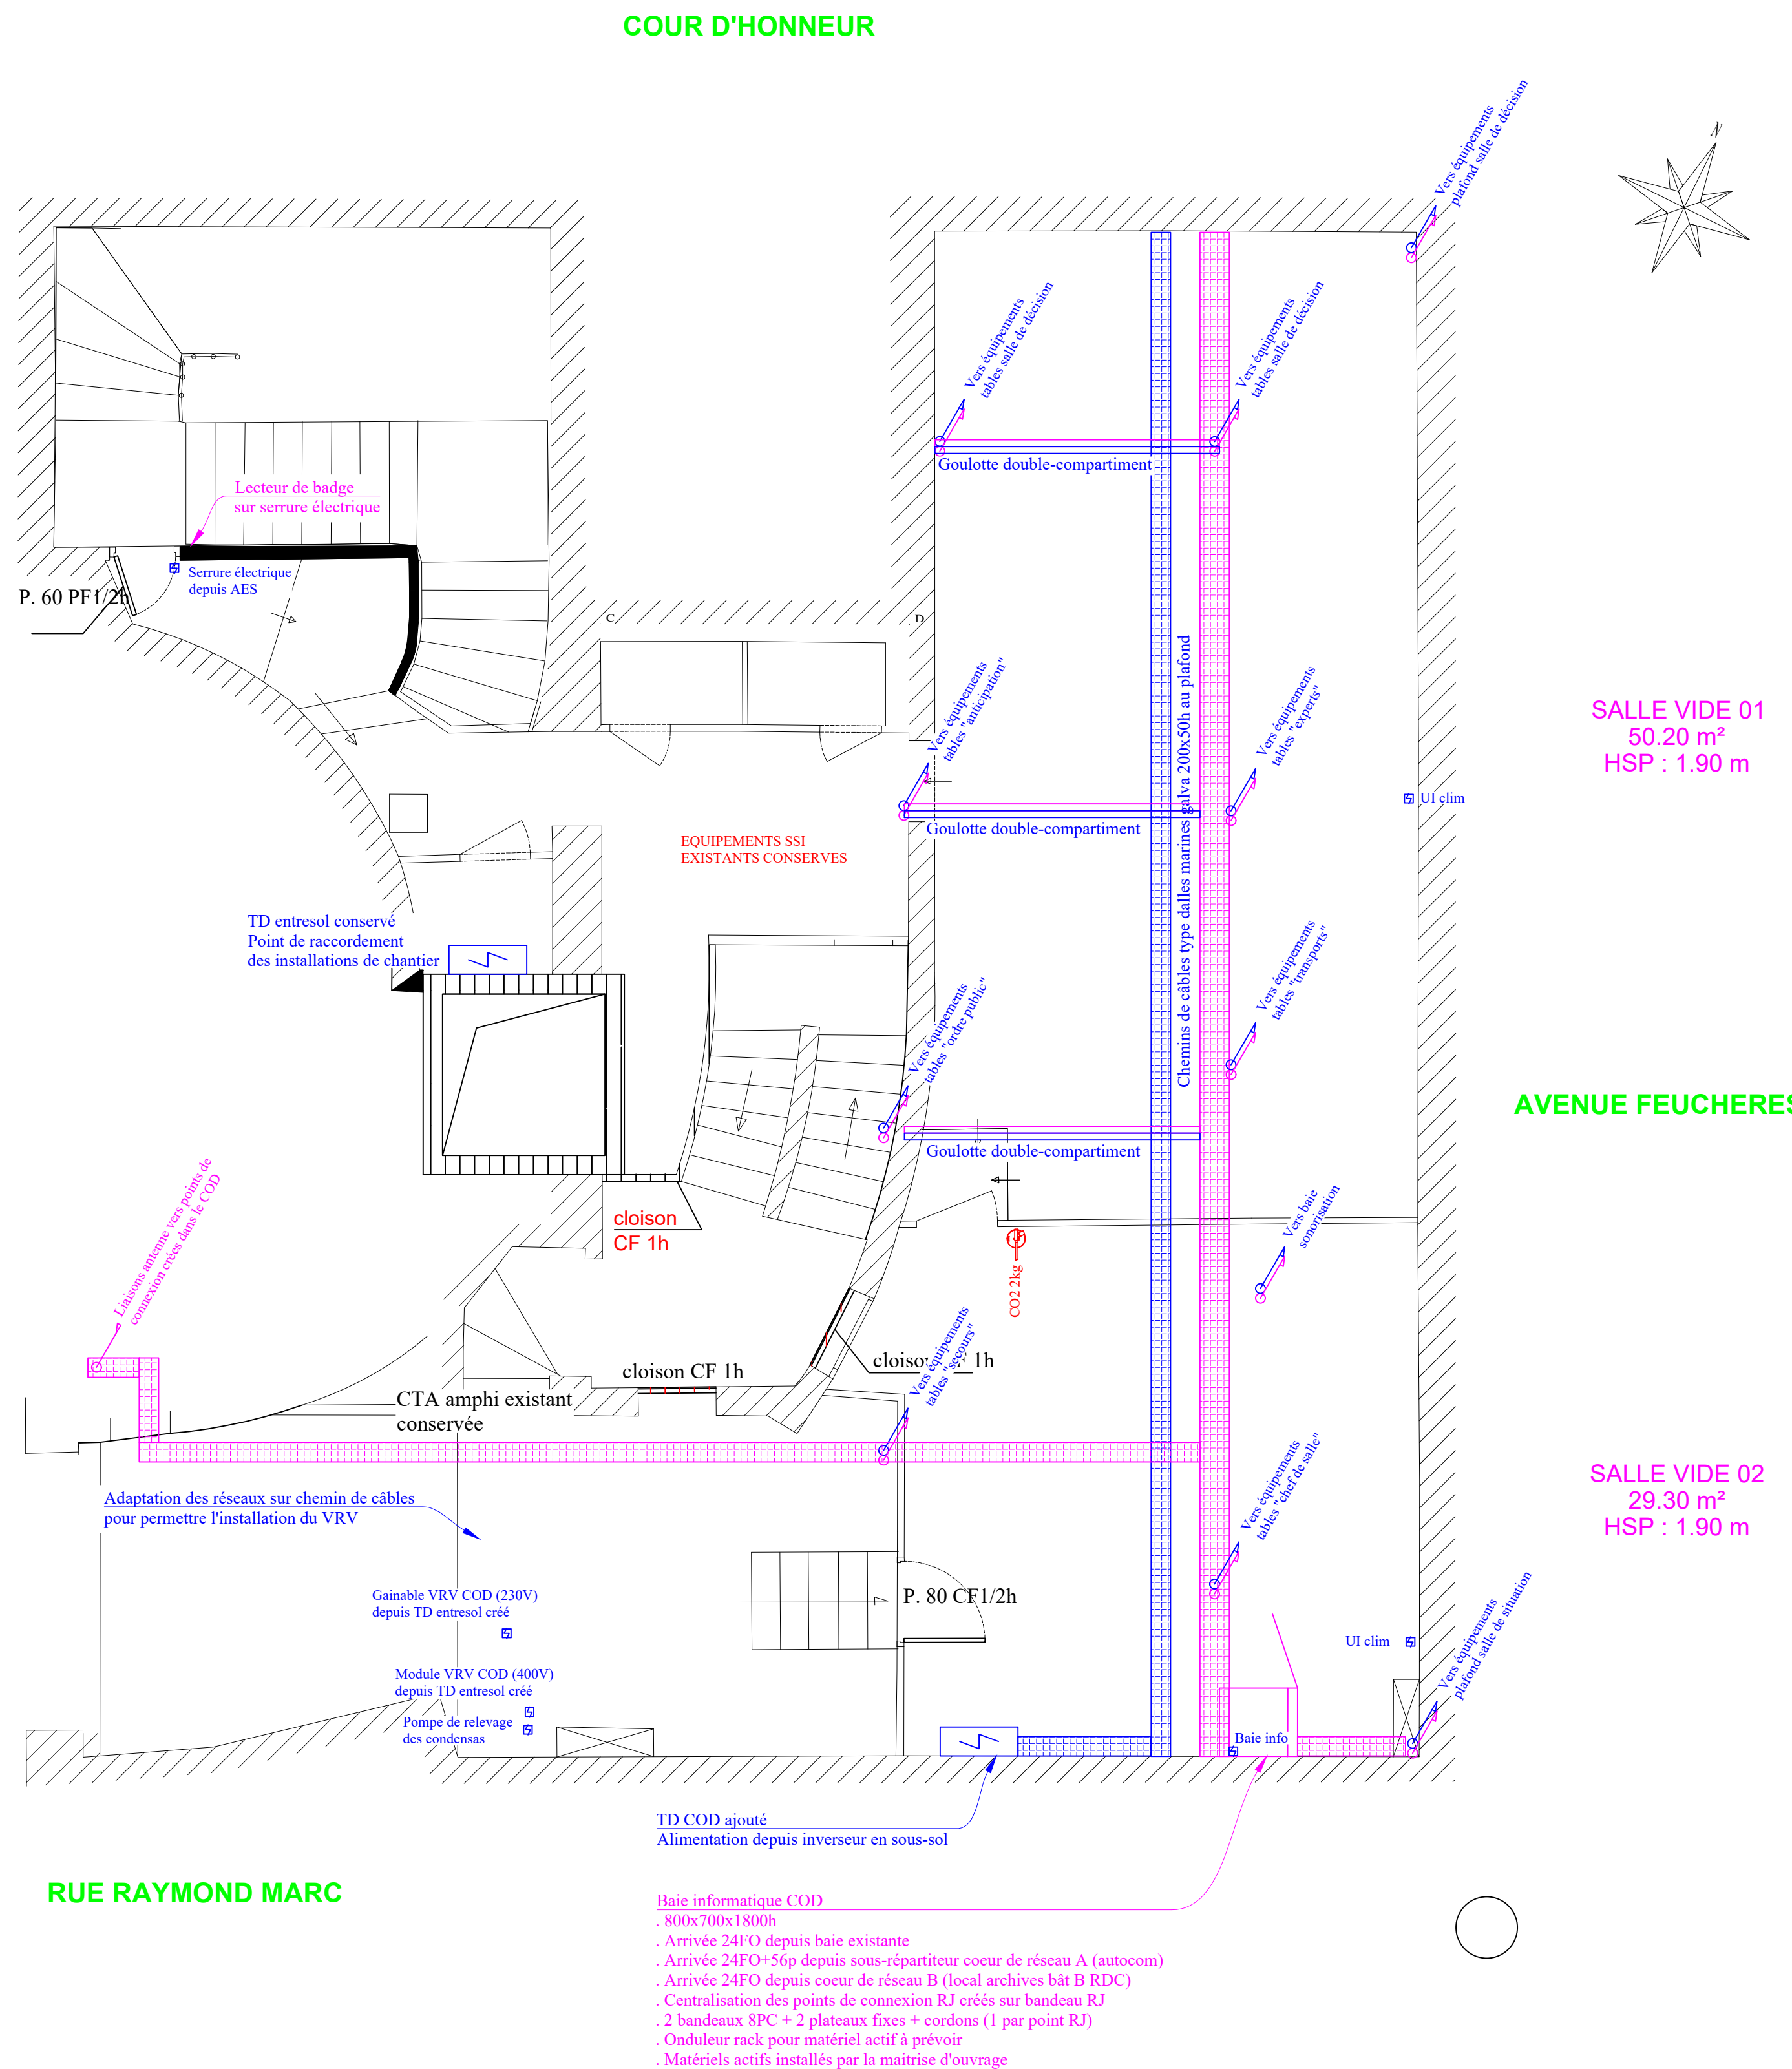 COUR D'HONNEUR
N
Vers équipements
plafond salle de décision
Vers équipements
tables salle de décision
Vers équipements
tables salle de décision
Goulotte double-compartiment
Lecteur de badge
sur serrure électrique
Serrure électrique
depuis AES
P. 60 PF1/2h
C
D
Vers équipements
tables "anticipation"
Vers équipements
tables "experts"
Chemins de câbles type dalles marines galva 200x50h au plafond
SALLE VIDE 01
50.20 m²
HSP : 1.90 m
UI clim
Goulotte double-compartiment
EQUIPEMENTS SSI
EXISTANTS CONSERVES
TD entresol conservé
Point de raccordement
des installations de chantier
Vers équipements
tables "ordre public"
Vers équipements
tables "transports"
AVENUE FEUCHERES
Goulotte double-compartiment
Liaisons antenne vers points de
connexion crées dans le COD
cloison
CF 1h
CO2 2kg
Vers baie
sonorisation
cloison CF 1h
1h
Vers équipements
tables "secours"
CTA amphi existant
conservée
Vers équipements
tables "chef de salle"
SALLE VIDE 02
29.30 m²
HSP : 1.90 m
Adaptation des réseaux sur chemin de câbles
pour permettre l'installation du VRV
Gainable VRV COD (230V)
depuis TD entresol créé
P. 80 CF1/2h
UI clim
Vers équipements
plafond salle de situation
Module VRV COD (400V)
depuis TD entresol créé
Pompe de relevage
des condensas
Baie info
TD COD ajouté
Alimentation depuis inverseur en sous-sol
RUE RAYMOND MARC
Baie informatique COD
. 800x700x1800h
. Arrivée 24FO depuis baie existante
. Arrivée 24FO+56p depuis sous-répartiteur coeur de réseau A (autocom)
. Arrivée 24FO depuis coeur de réseau B (local archives bât B RDC)
. Centralisation des points de connexion RJ créés sur bandeau RJ
. 2 bandeaux 8PC + 2 plateaux fixes + cordons (1 par point RJ)
. Onduleur rack pour matériel actif à prévoir
. Matériels actifs installés par la maitrise d'ouvrage